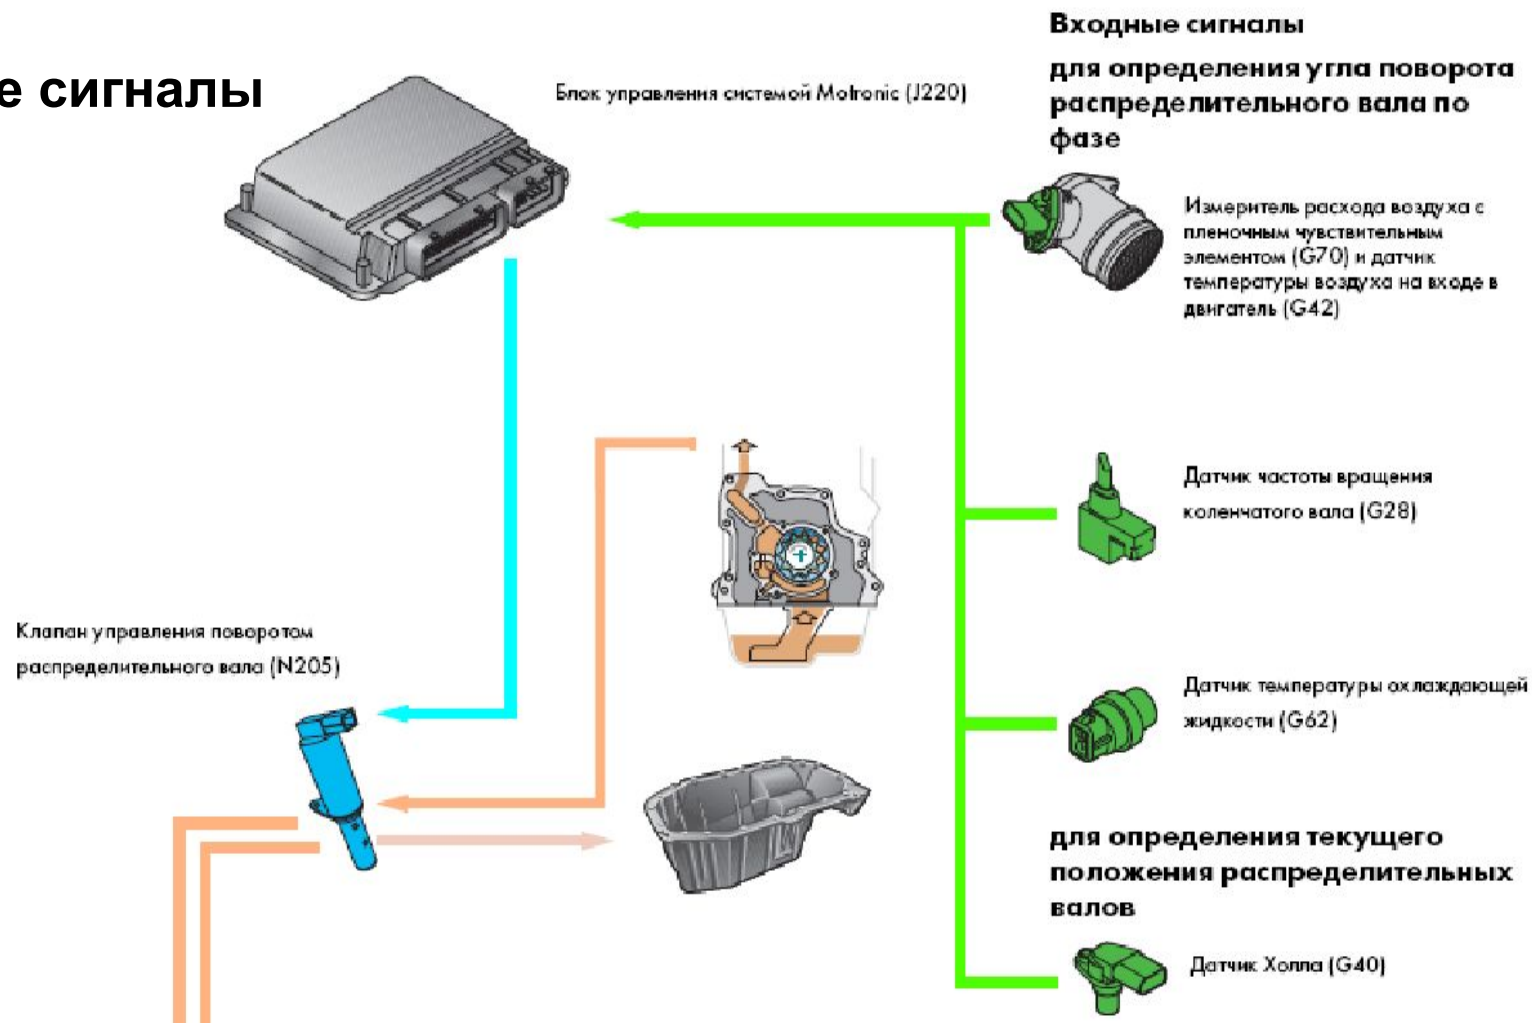 е сигналы
Блок управления системой Motronic (J220)
Входные сигналы
для определения угла поворота
распределительного вала по
фазе
Измеритель расхода воздуха с
пленочным чувствительным
элементом (G70) и датчик
температуры воздуха на входе в
двигатель (G42)
Датчик частоты вращения
коленчатого вала (G28)
Клапан управления поворотом
распределительного вала (N205)
Датчик температуры охлаждающей
жидкости (G62)
для определения текущего
положения распределительных
валов
Датчик Холла (G40)